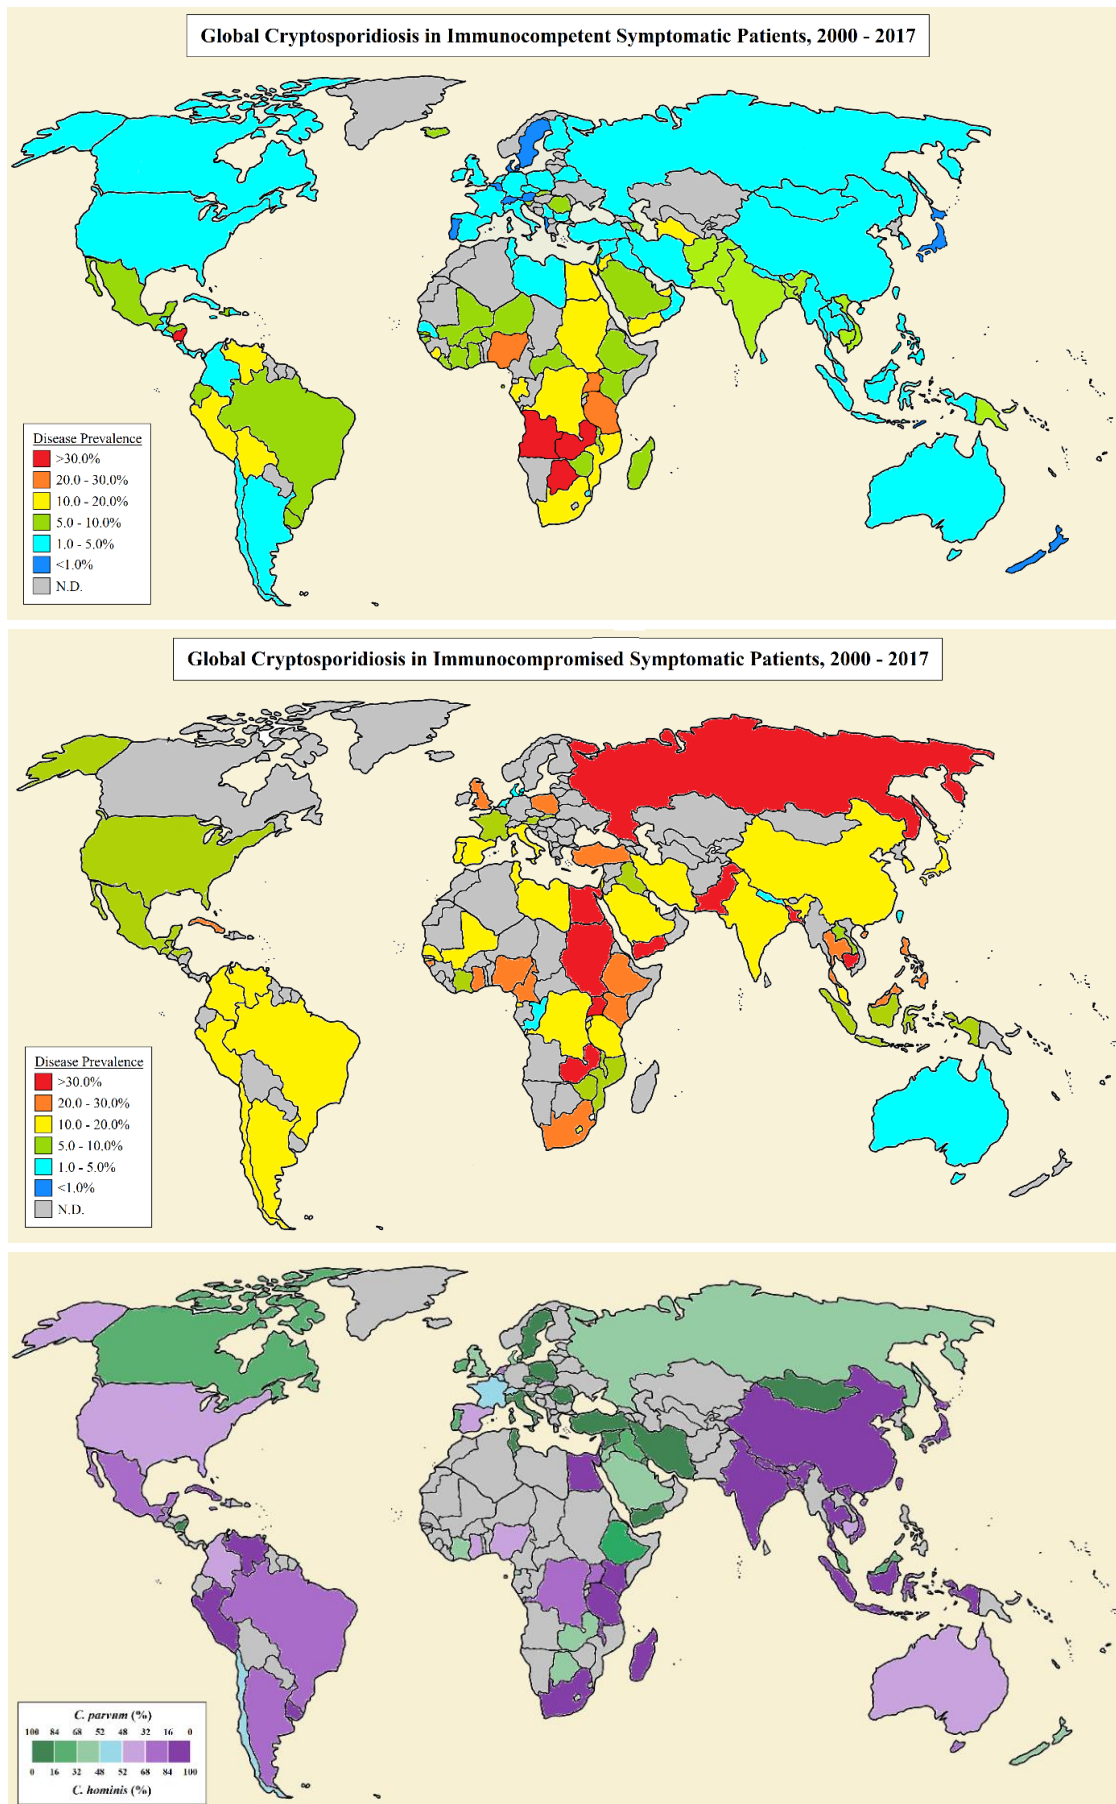 Global Cryptosporidiosis in Immunocompetent Symptomatic Patients, 2000 - 2017
Disease Prevalence
>30.0%
20.0 - 30.0%
10.0 - 20.0%
5.0 - 10.0%
1.0 - 5.0%
<1.0%
N.D.
Global Cryptosporidiosis in Immunocompromised Symptomatic Patients, 2000 - 2017
Disease Prevalence
>30.0%
20.0 - 30.0%
10.0 - 20.0%
5.0 - 10.0%
1.0 - 5.0%
<1.0%
N.D.
C. parvum (%)
100 84 68 52 48 32 16 0
0 16 32 48 52 68 84 100
C. hominis (%)